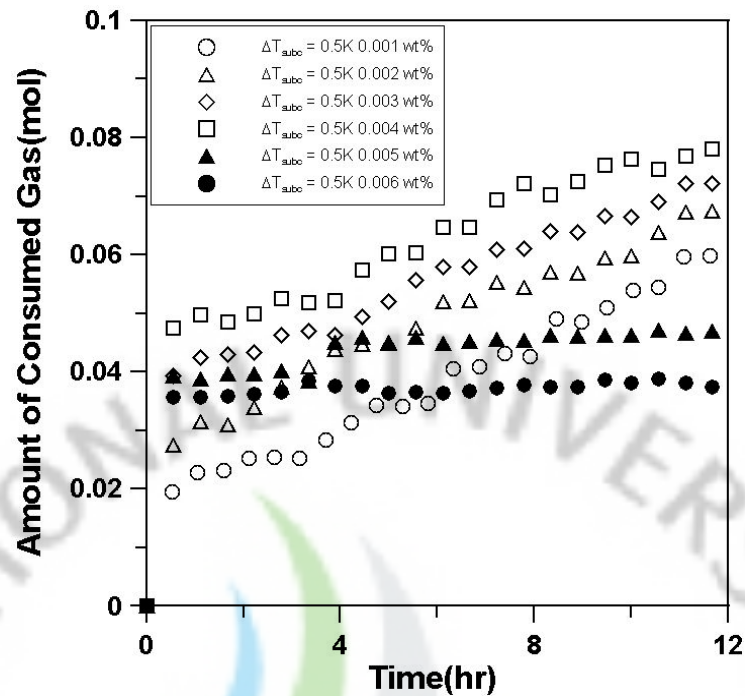 0.1
0.08
0.06
0.04
0.02
0
Amount of Consumed Gas(mol)
ΔTsubc = 0.5K 0.001 wt%
ΔTsubc = 0.5K 0.002 wt%
ΔTsubc = 0.5K 0.003 wt%
ΔTsubc = 0.5K 0.004 wt%
ΔTsubc = 0.5K 0.005 wt%
ΔTsubc = 0.5K 0.006 wt%
0 4 8 12
Time(hr)
UNIVERS